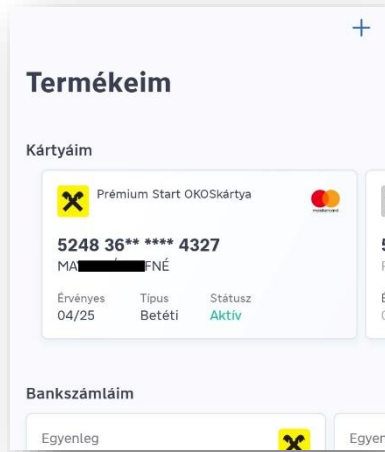 Termékeim
Kártyáim
Prémium Start OKOSkártya
mastercard
5248 36** **** 4327
MA FNÉ
Érvényes Típus Státusz
04/25 Betéti Aktív
Bankszámláim
Egyenleg